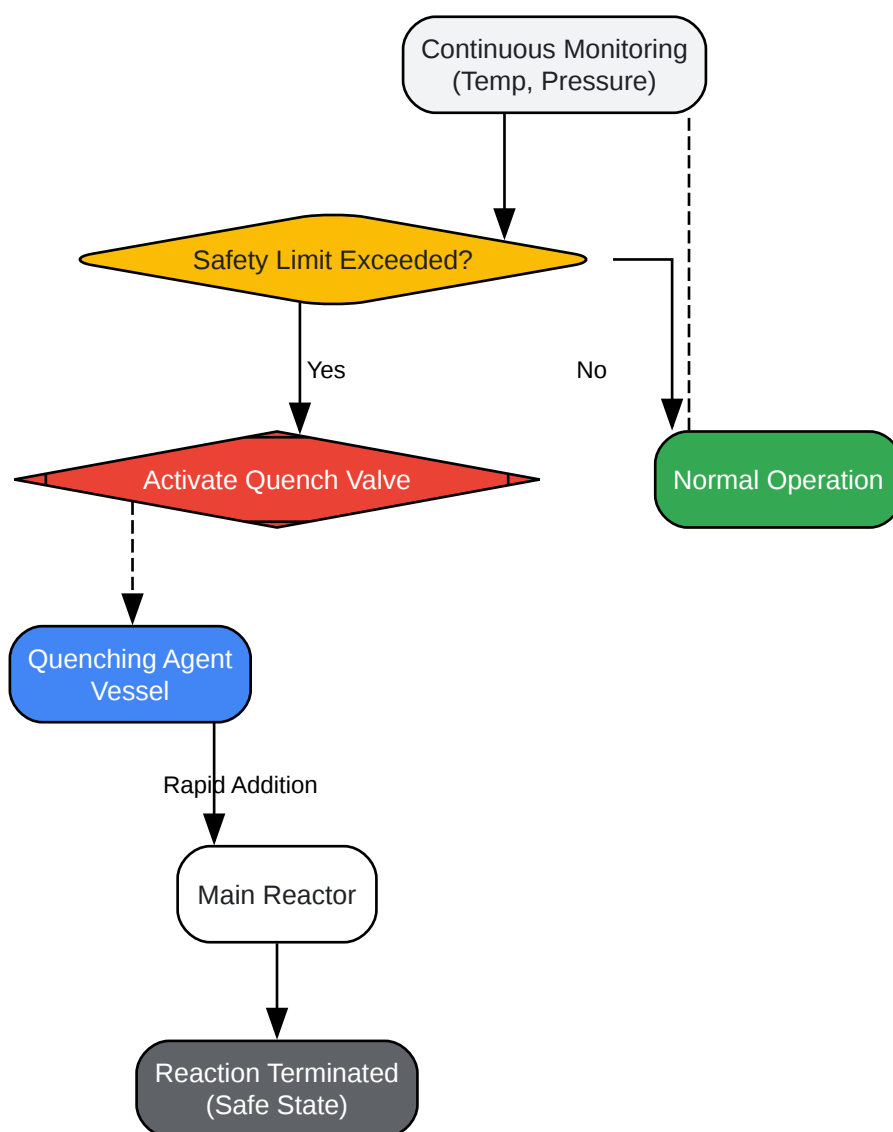 Continuous Monitoring
(Temp, Pressure)
Safety Limit Exceeded?
Yes
No
Activate Quench Valve
Normal Operation
Quenching Agent
Vessel
Rapid Addition
Main Reactor
Reaction Terminated
(Safe State)